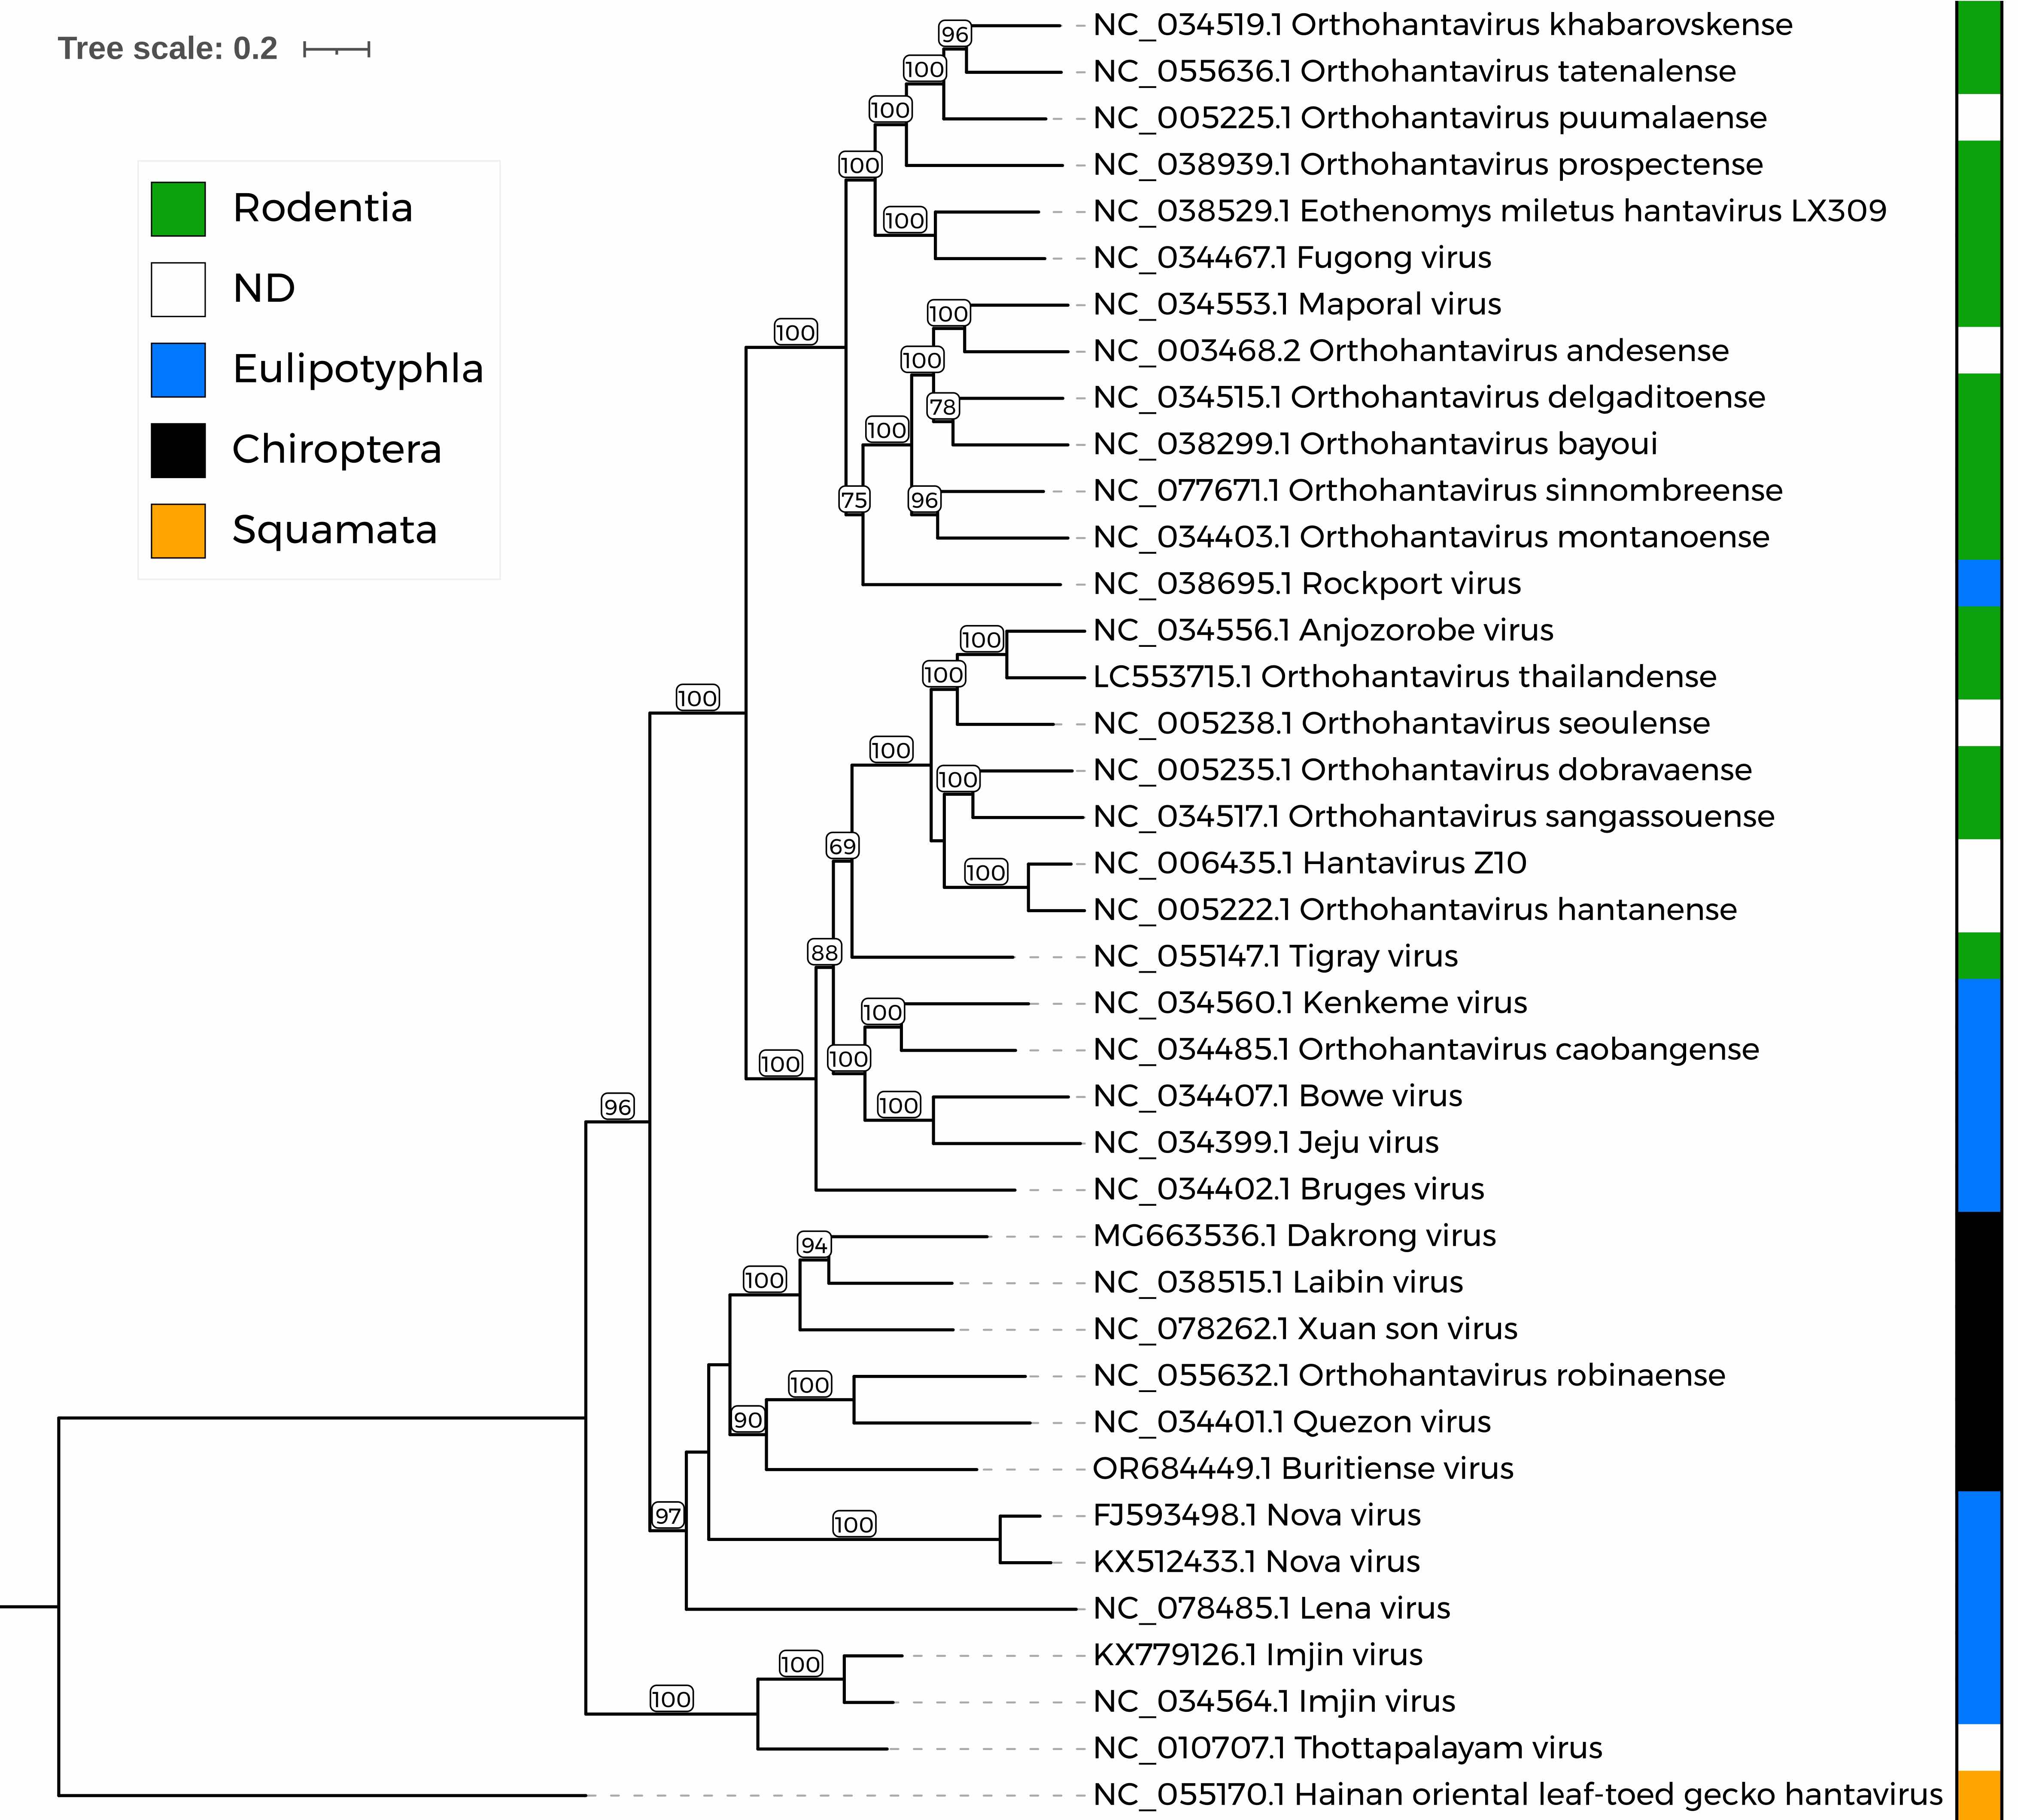 Tree scale: 0.2
Rodentia
ND
Eulipotyphla
Chiroptera
Squamata
96
100
100
100
100
100
100
100
78
100
75
96
100
100
100
100
100
100
69
88
100
100
100
100
96
94
100
100
90
97
100
100
100
NC_034519.1 Orthohantavirus khabarovskense
NC_055636.1 Orthohantavirus tatenalense
NC_005225.1 Orthohantavirus puumalaense
NC_038939.1 Orthohantavirus prospectense
NC_038529.1 Eothenomys miletus hantavirus LX309
NC_034467.1 Fugong virus
NC_034553.1 Maporal virus
NC_003468.2 Orthohantavirus andesense
NC_034515.1 Orthohantavirus delgaditoense
NC_038299.1 Orthohantavirus bayoui
NC_077671.1 Orthohantavirus sinnombreense
NC_034403.1 Orthohantavirus montanoense
NC_038695.1 Rockport virus
NC_034556.1 Anjozorobe virus
LC553715.1 Orthohantavirus thailandense
NC_005238.1 Orthohantavirus seoulense
NC_005235.1 Orthohantavirus dobravaense
NC_034517.1 Orthohantavirus sangassouense
NC_006435.1 Hantavirus Z10
NC_005222.1 Orthohantavirus hantanense
NC_055147.1 Tigray virus
NC_034560.1 Kenkeme virus
NC_034485.1 Orthohantavirus caobangense
NC_034407.1 Bowe virus
NC_034399.1 Jeju virus
NC_034402.1 Bruges virus
MG663536.1 Dakrong virus
NC_038515.1 Laibin virus
NC_078262.1 Xuan son virus
NC_055632.1 Orthohantavirus robinaense
NC_034401.1 Quezon virus
OR684449.1 Buritiense virus
FJ593498.1 Nova virus
KX512433.1 Nova virus
NC_078485.1 Lena virus
KX779126.1 Imjin virus
NC_034564.1 Imjin virus
NC_010707.1 Thottapalayam virus
NC_055170.1 Hainan oriental leaf-toed gecko hantavirus